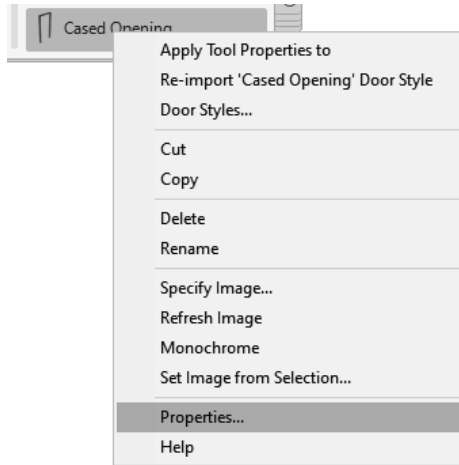 Cased Opening
Apply Tool Properties to
Re-import 'Cased Opening' Door Style
Door Styles...
Cut
Copy
Delete
Rename
Specify Image...
Refresh Image
Monochrome
Set Image from Selection...
Properties...
Help